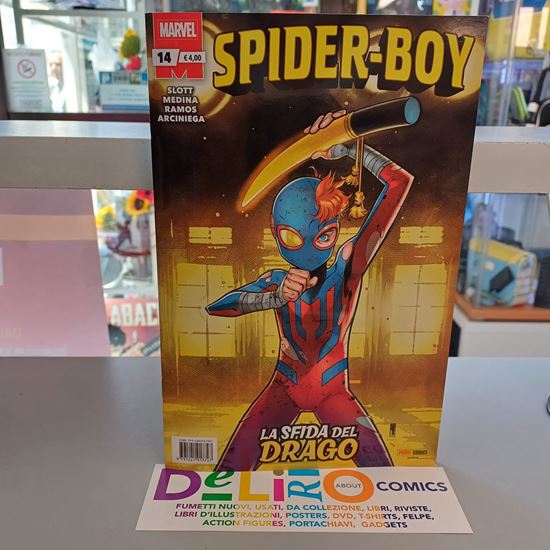 MARVEL
14 € 4,00
SPIDER-BOY
SLOTT
MEDINA
RAMOS
ARCINIEGA
LA SFIDA DEL
DRAGO
PANINI COMICS
DeLiRiO ABOUT COMICS
FUMETTI NUOVI, USATI, DA COLLEZIONE, LIBRI, RIVISTE,
LIBRI D'ILLUSTRAZIONI, POSTERS, DVD, T-SHIRTS, FELPE,
ACTION FIGURES, PORTACHIAVI, GADGETS